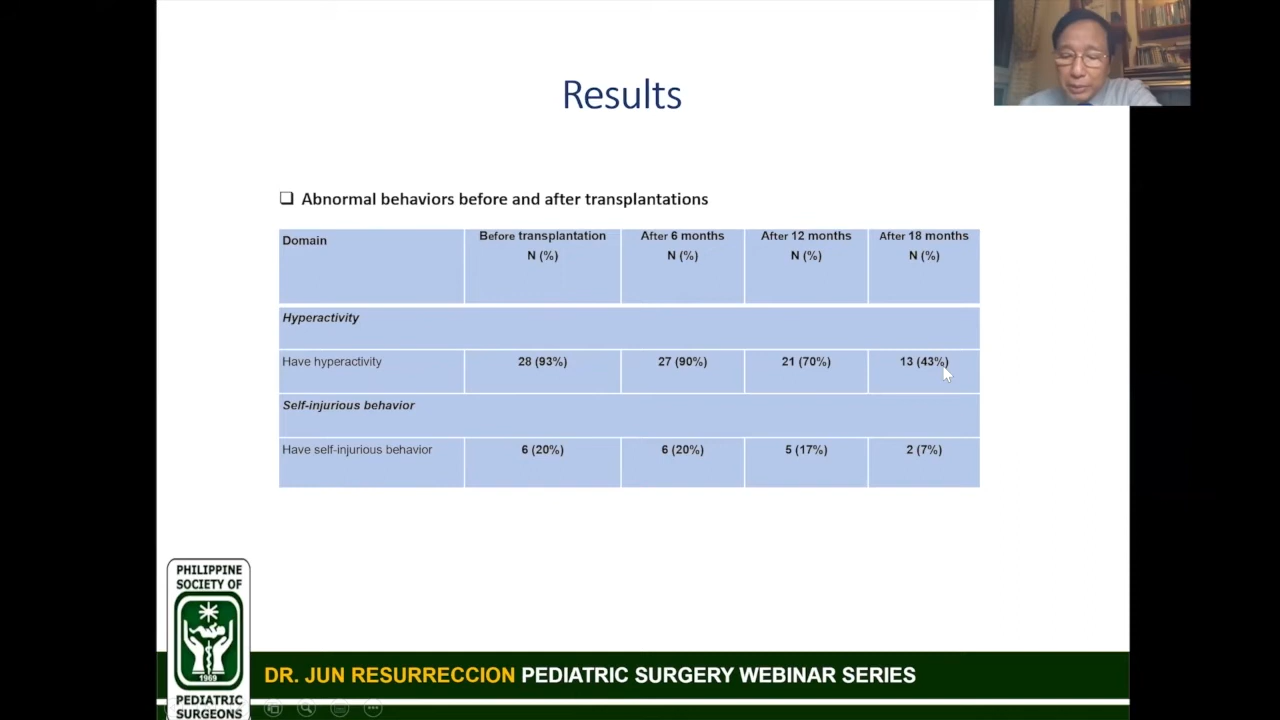 Results
❑ Abnormal behaviors before and after transplantations
Domain
Before transplantation
N (%)
After 6 months
N (%)
After 12 months
N (%)
After 18 months
N (%)
Hyperactivity
Have hyperactivity
28 (93%)
27 (90%)
21 (70%)
13 (43%)
Self-injurious behavior
Have self-injurious behavior
6 (20%)
6 (20%)
5 (17%)
2 (7%)
PHILIPPINE
SOCIETY OF
1969
PEDIATRIC
SURGEONS
DR. JUN RESURRECCION PEDIATRIC SURGERY WEBINAR SERIES